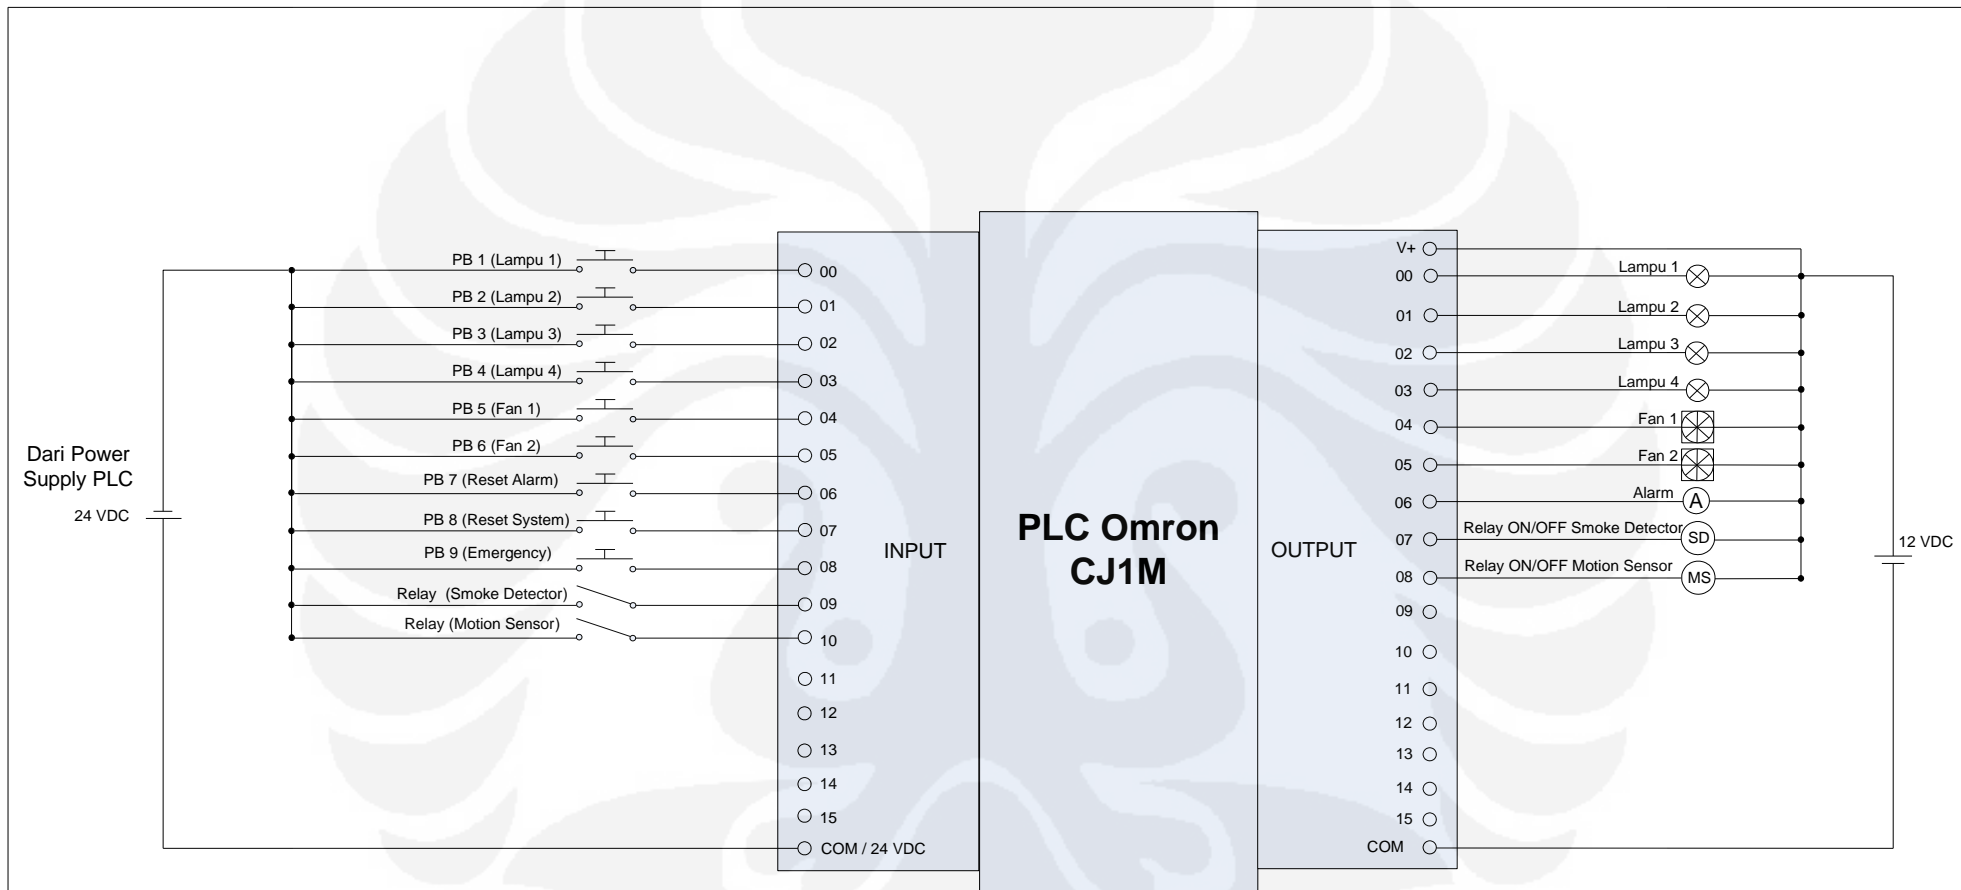 Dari Power
Supply PLC
24 VDC
PB 1 (Lampu 1)
PB 2 (Lampu 2)
PB 3 (Lampu 3)
PB 4 (Lampu 4)
PB 5 (Fan 1)
PB 6 (Fan 2)
PB 7 (Reset Alarm)
PB 8 (Reset System)
PB 9 (Emergency)
Relay (Smoke Detector)
Relay (Motion Sensor)
00
01
02
03
04
05
06
07
08
09
10
11
12
13
14
15
COM / 24 VDC
INPUT
PLC Omron
CJ1M
OUTPUT
V+
00
01
02
03
04
05
06
07
08
09
10
11
12
13
14
15
COM
Lampu 1
Lampu 2
Lampu 3
Lampu 4
Fan 1
Fan 2
Alarm
A
Relay ON/OFF Smoke Detector
SD
Relay ON/OFF Motion Sensor
MS
12 VDC